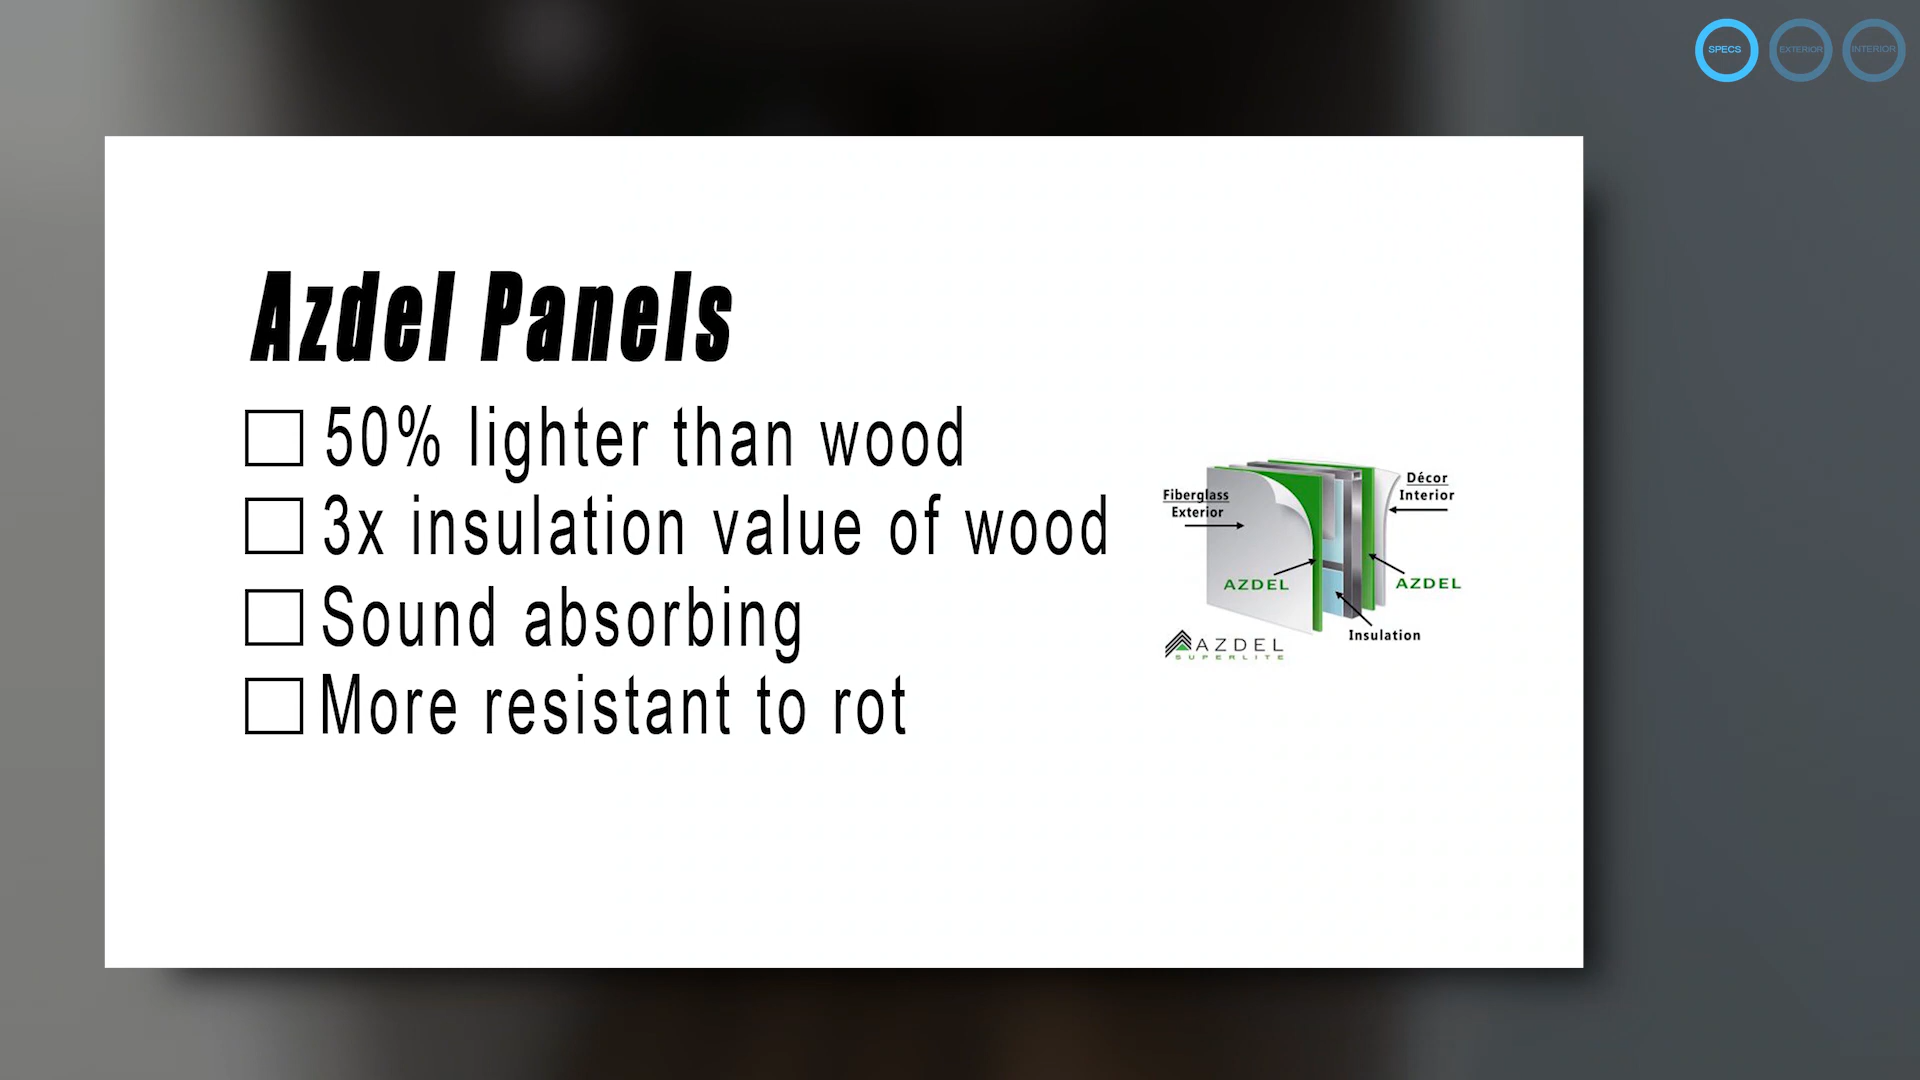 SPECS EXTERIOR INTERIOR
Azdel Panels
50% lighter than wood
3x insulation value of wood
Sound absorbing
More resistant to rot
Fiberglass
Exterior
Décor
Interior
AZDEL
AZDEL
Insulation
AZDEL
SUPERLITE